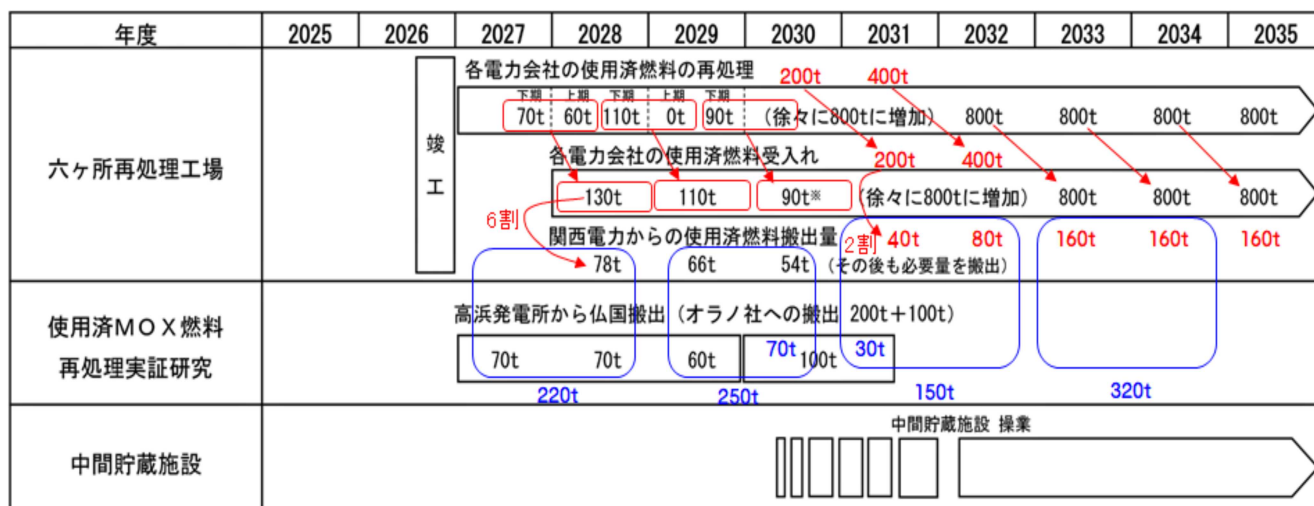 年度 2025 2026 2027 2028 2029 2030 2031 2032 2033 2034 2035
六ヶ所再処理工場
竣工
各電力会社の使用済燃料の再処理
200t 400t
下期 上期 下期 上期 下期
70t 60t 110t 0t 90t (徐々に800tに増加) 800t 800t 800t 800t
各電力会社の使用済燃料受入れ
200t 400t
130t 110t 90t※ (徐々に800tに増加) 800t 800t 800t
6割
関西電力からの使用済燃料搬出量
2割 40t 80t 160t 160t 160t
78t 66t 54t (その後も必要量を搬出)
使用済MOX燃料
再処理実証研究
高浜発電所から仏国搬出(オラノ社への搬出 200t+100t)
70t 70t 60t 70t 100t 30t
220t 250t 150t 320t
中間貯蔵施設
中間貯蔵施設 操業